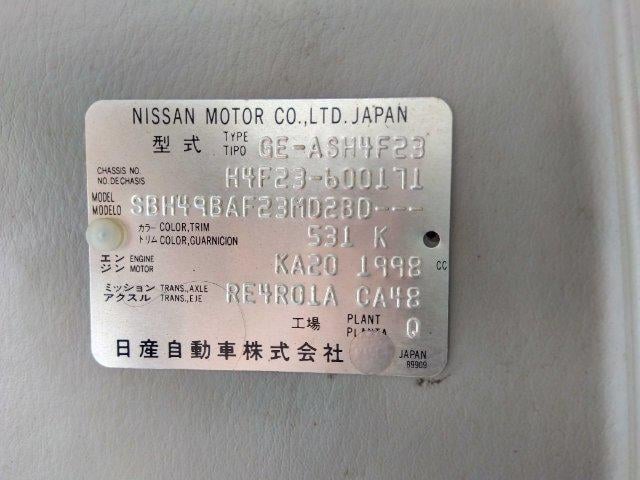 NISSAN MOTOR CO.,LTD. JAPAN
型式 TYPE TIPO GE-ASH4F23
CHASSIS NO. NO. DE CHASIS H4F23-600171
MODEL MODELO SBH49BAF23MD2BD---
カラー COLOR,TRIM トリム COLOR,GUARNICION 531 K
エンジン ENGINE MOTOR KA20 1998 CC
ミッション TRANS.,AXLE アクスル TRANS.,EJE RE4R01A CA48
工場 PLANT PLANTA Q
日産自動車株式会社 JAPAN
89909